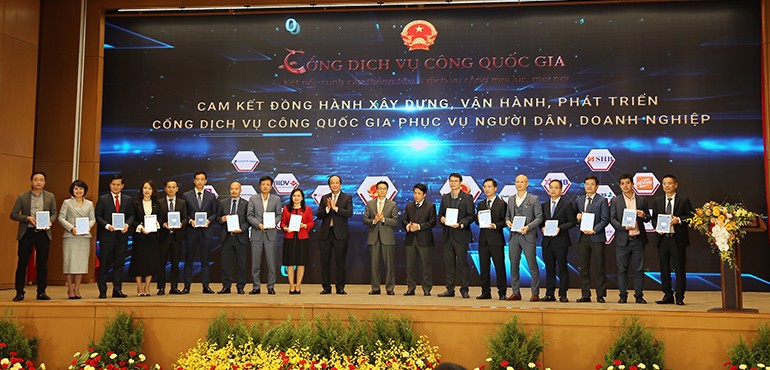 CỔNG DỊCH VỤ CÔNG QUỐC GIA
CAM KẾT ĐỒNG HÀNH XÂY DỰNG, VẬN HÀNH, PHÁT TRIỂN
CỔNG DỊCH VỤ CÔNG QUỐC GIA PHỤC VỤ NGƯỜI DÂN, DOANH NGHIỆP
SHB
BIDV